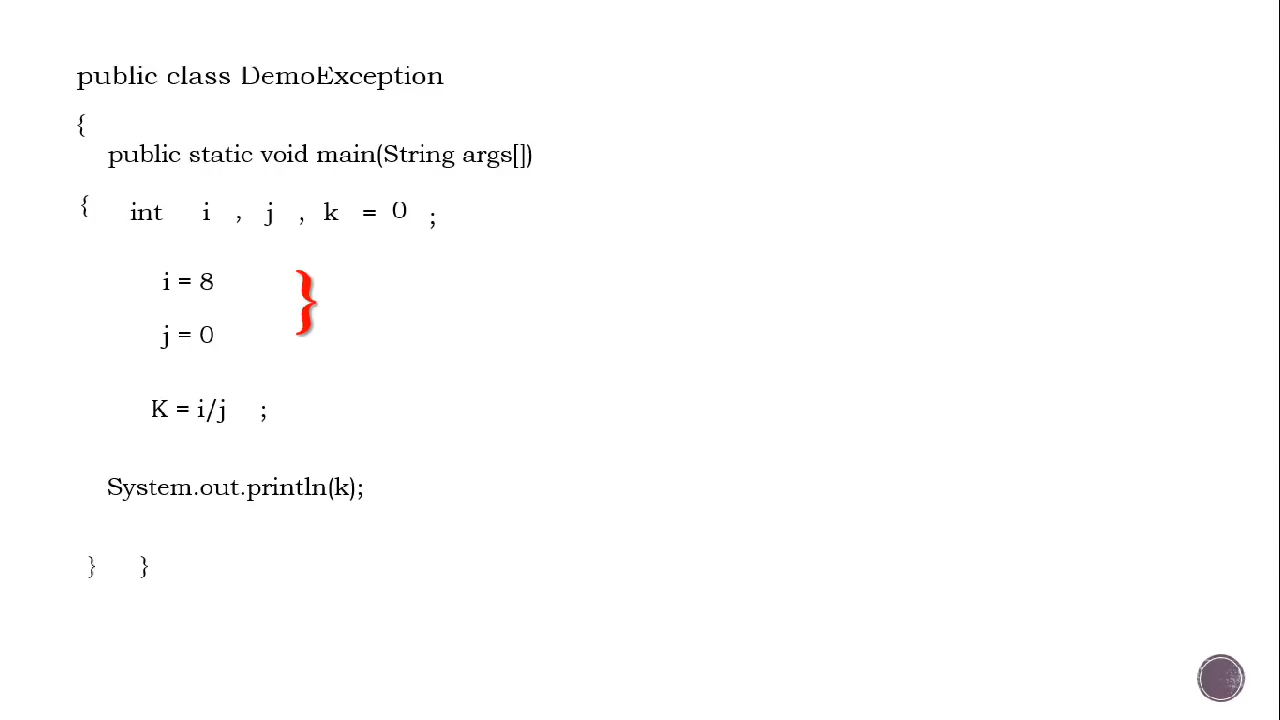 public class DemoException
{
public static void main(String args[])
{ int i , j , k = 0 ;
i = 8
}
j = 0
K = i/j ;
System.out.println(k);
} }